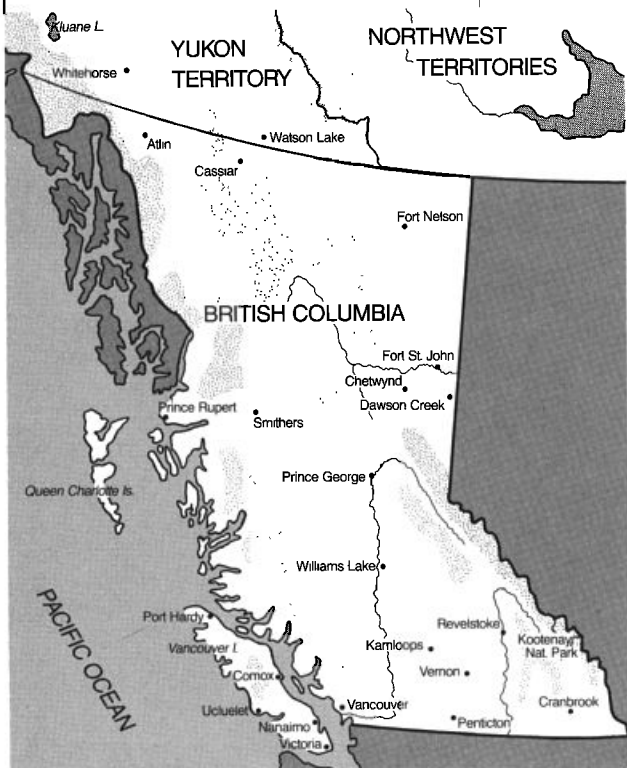 Kluane L.
YUKON
TERRITORY
NORTHWEST
TERRITORIES
Whitehorse
Atlin
Watson Lake
Cassiar
Fort Nelson
BRITISH COLUMBIA
Fort St. John
Chetwynd
Dawson Creek
Prince Rupert
Smithers
Queen Charlotte Is.
Prince George
Williams Lake
PACIFIC OCEAN
Port Hardy
Vancouver I.
Revelstoke
Kootenay
Nat. Park
Kamloops
Vernon
Comox
Ucluelet
Vancouver
Cranbrook
Nanaimo
Penticton
Victoria